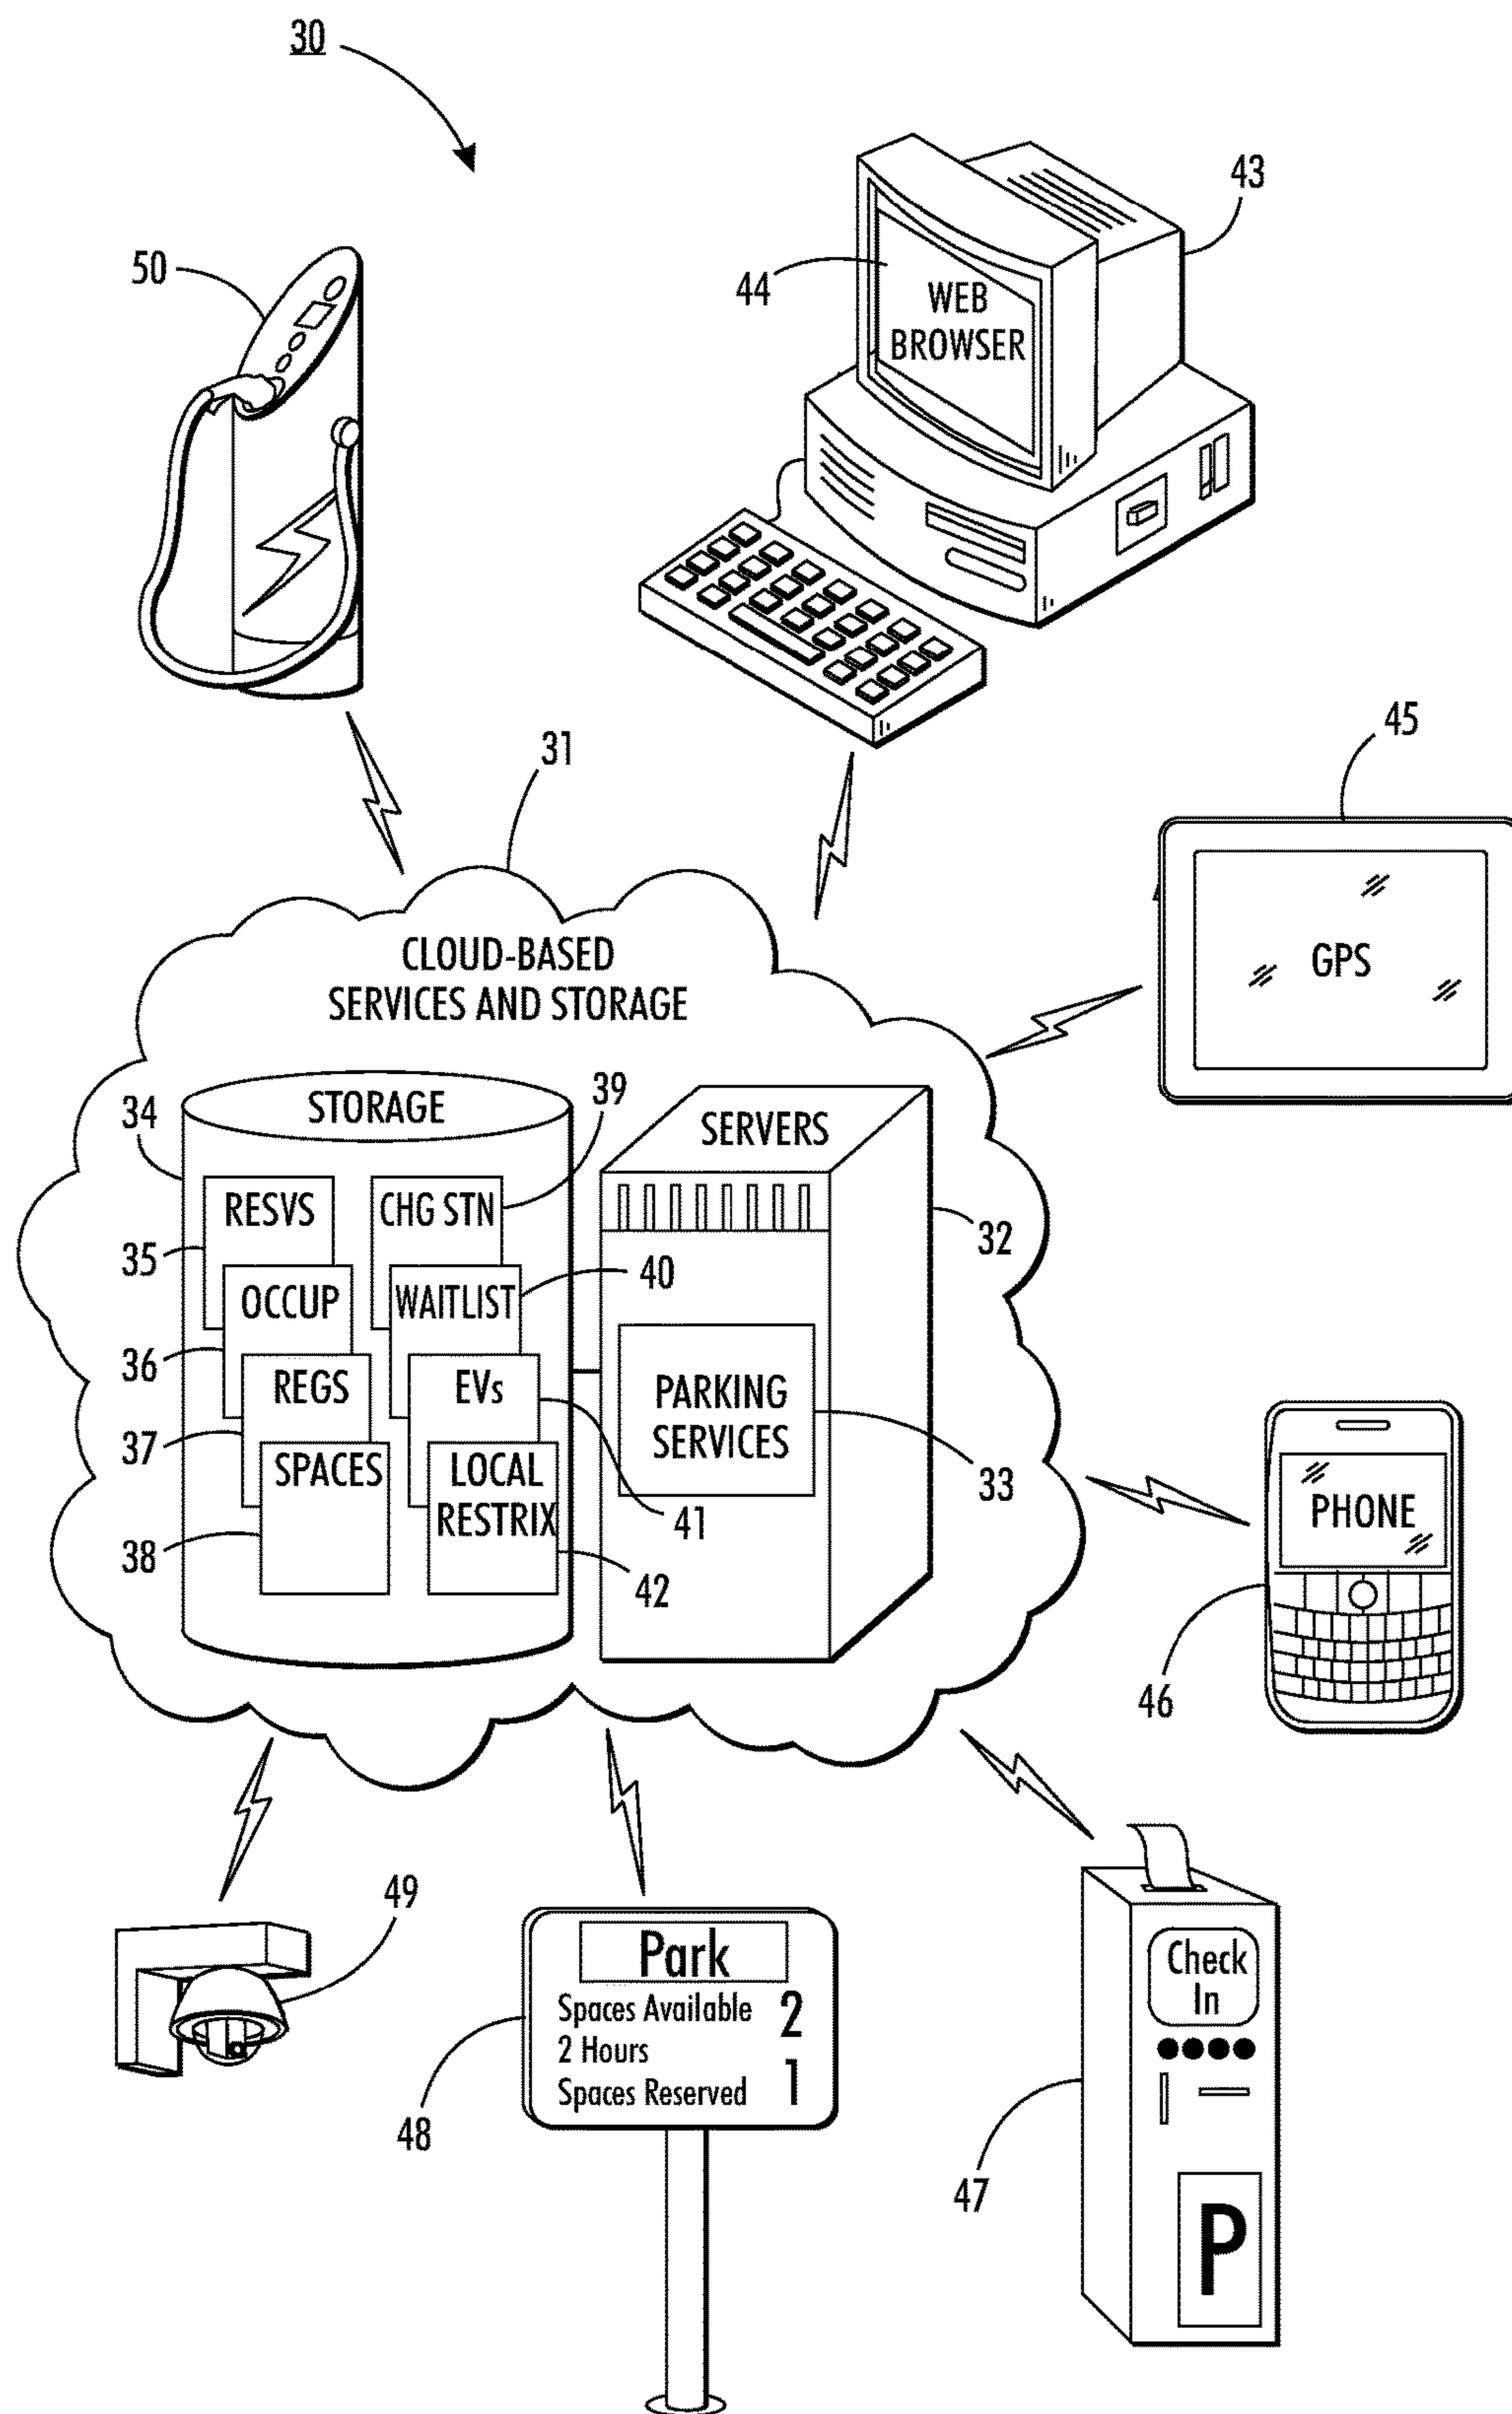 30
43
50
44
WEB
BROWSER
45
31
GPS
CLOUD-BASED
SERVICES AND STORAGE
34
STORAGE
39
SERVERS
RESVS
CHG STN
35
32
OCCUP
WAITLIST
40
36
REGS
EVs
PARKING
SERVICES
37
SPACES
LOCAL
RESTRIX
41
33
38
42
PHONE
46
49
Park
Spaces Available 2
2 Hours
Spaces Reserved 1
48
Check
In
47
P